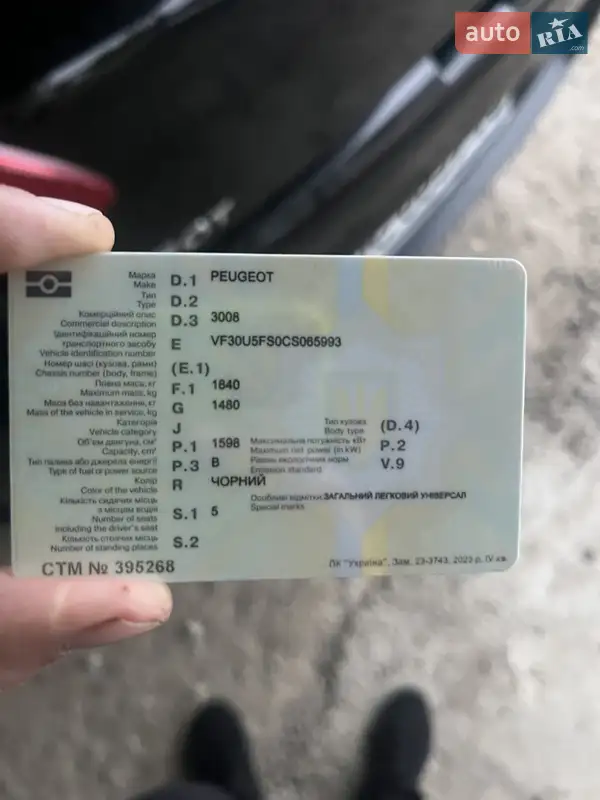 auto RIA .com
Марка D.1 PEUGEOT
Make
Тип D.2
Type
Комерційний опис D.3 3008
Commercial description
Ідентифікаційний номер
транспортного засобу E VF30U5FS0CS065993
Vehicle identification number
Номер шасі (кузова, рами) (E.1)
Chassis number (body, frame)
Повна маса, кг F.1 1840
Maximum mass, kg
Маса без навантаження, кг G 1480
Mass of the vehicle in service, kg
Категорія J Тип кузова (D.4)
Vehicle category Body type
Об'єм двигуна, см³ P.1 1598 Максимальна потужність кВт P.2
Capacity, cm³ Maximum net power (in kW)
Тип палива або джерела енергії P.3 B Рівень екологічних норм V.9
Type of fuel or power source Emission standard
Колір R ЧОРНИЙ
Color of the vehicle
Кількість сидячих місць Особливі відмітки: ЗАГАЛЬНИЙ ЛЕГКОВИЙ УНІВЕРСАЛ
з місцем водія S.1 5 Special marks
Number of seats
including the driver's seat
Кількість стоячих місць S.2
Number of standing places
СТМ № 395268 ПК "Україна", Зам. 23-3743, 2023 р. IV кв.